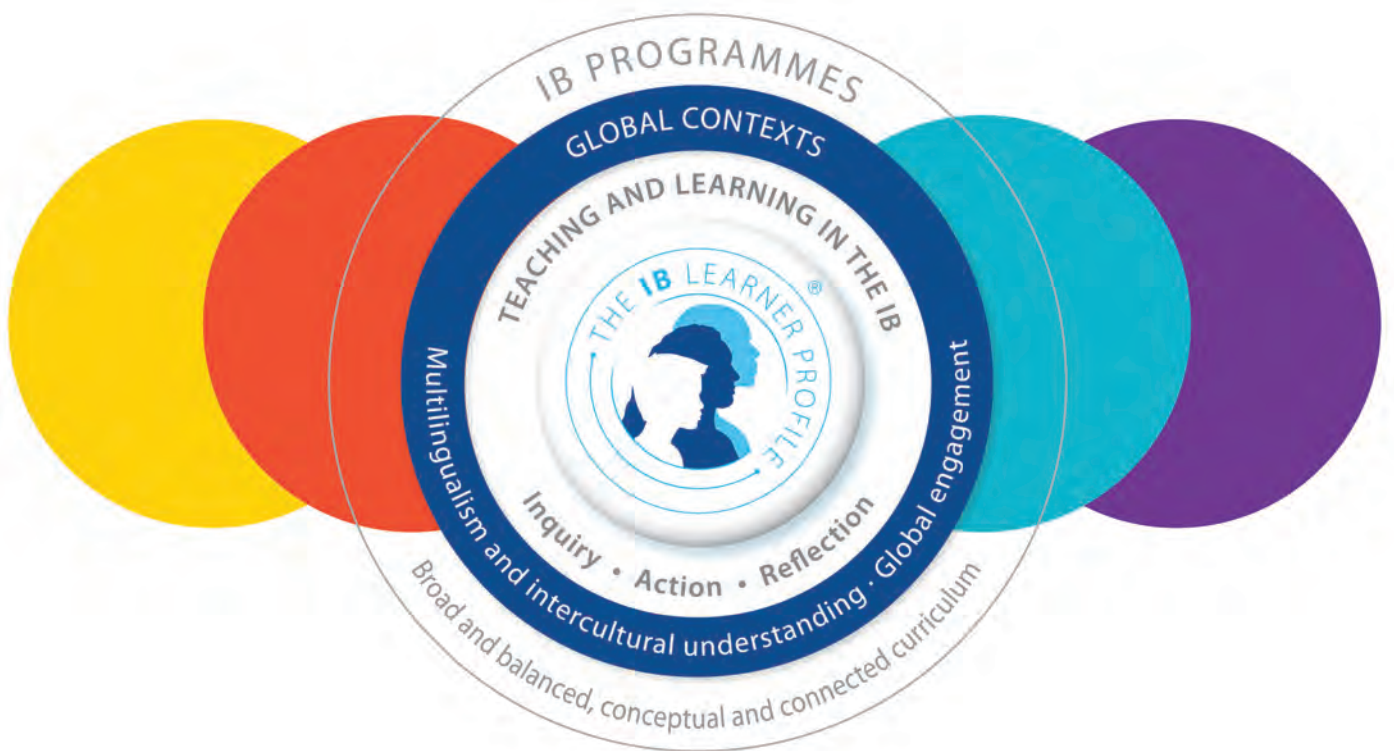 IB PROGRAMMES
GLOBAL CONTEXTS
TEACHING AND LEARNING IN THE IB
THE IB LEARNER PROFILE
®
Inquiry • Action • Reflection
Multilingualism and intercultural understanding · Global engagement
Broad and balanced, conceptual and connected curriculum